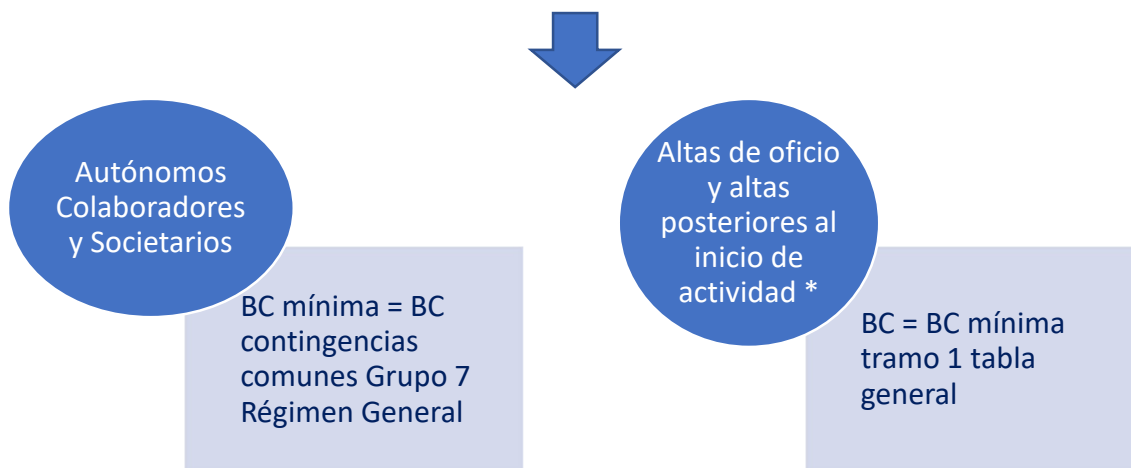 Autónomos
Colaboradores
y Societarios
BC mínima = BC
contingencias
comunes Grupo 7
Régimen General
Altas de oficio
y altas
posteriores al
inicio de
actividad *
BC = BC mínima
tramo 1 tabla
general